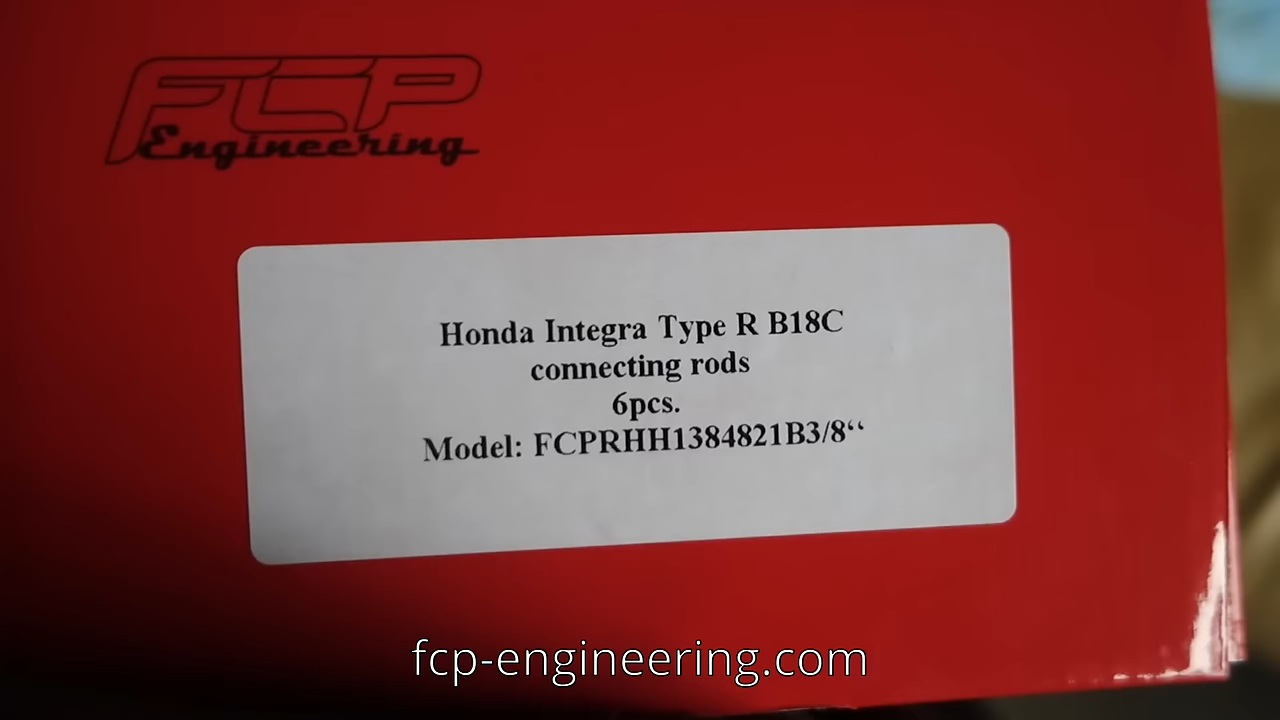 FCP
Engineering
Honda Integra Type R B18C
connecting rods
6pcs.
Model: FCPRHH1384821B3/8“
fcp-engineering.com